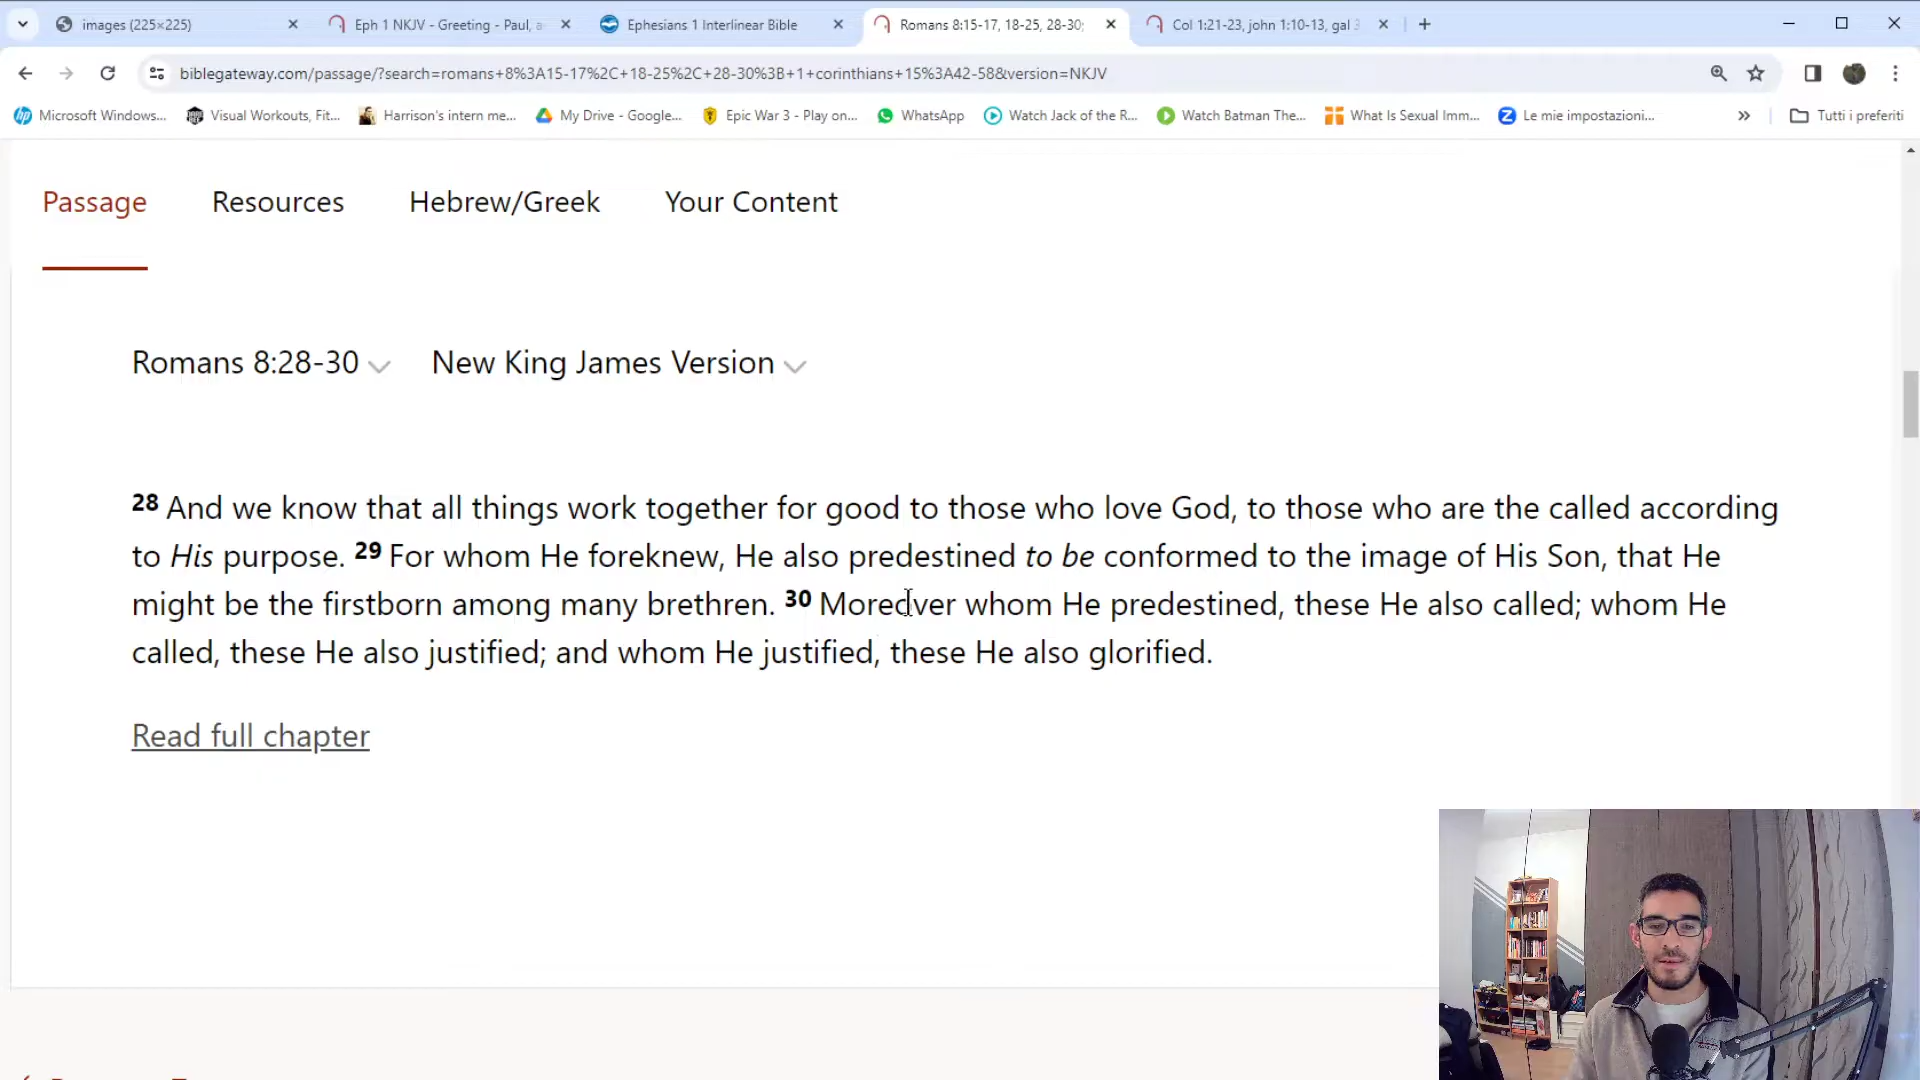 images (225×225)
Eph 1 NKJV - Greeting - Paul, a
Ephesians 1 Interlinear Bible
Romans 8:15-17, 18-25, 28-30;
Col 1:21-23, john 1:10-13, gal 3
biblegateway.com/passage/?search=romans+8%3A15-17%2C+18-25%2C+28-30%3B+1+corinthians+15%3A42-58&version=NKJV
Microsoft Windows...
Visual Workouts, Fit...
Harrison's intern me...
My Drive - Google...
Epic War 3 - Play on...
WhatsApp
Watch Jack of the R...
Watch Batman The...
What Is Sexual Imm...
Le mie impostazioni...
Tutti i preferiti
Passage
Resources
Hebrew/Greek
Your Content
Romans 8:28-30
New King James Version
28 And we know that all things work together for good to those who love God, to those who are the called according
to His purpose. 29 For whom He foreknew, He also predestined to be conformed to the image of His Son, that He
might be the firstborn among many brethren. 30 Moreover whom He predestined, these He also called; whom He
called, these He also justified; and whom He justified, these He also glorified.
Read full chapter